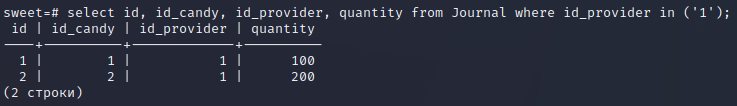 sweet=# select id, id_candy, id_provider, quantity from Journal where id_provider in ('1');
 id | id_candy | id_provider | quantity
----+----------+-------------+----------
  1 |        1 |           1 |      100
  2 |        2 |           1 |      200
(2 строки)